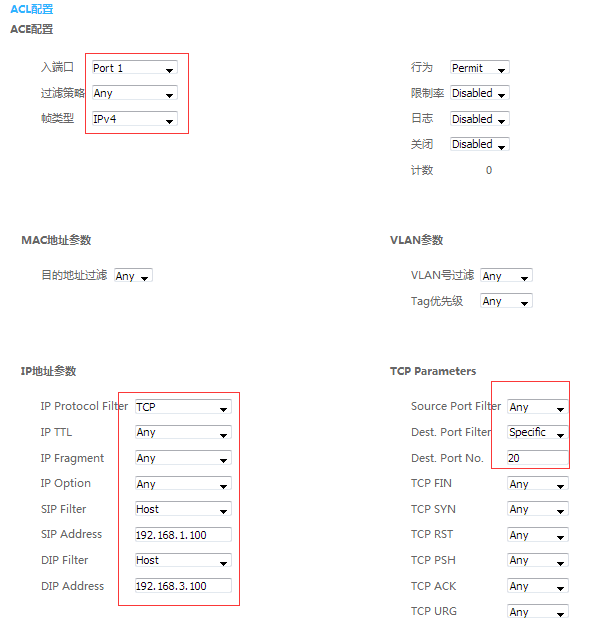 ACL配置
ACE配置
入端口 Port 1 行为 Permit
过滤策略 Any 限制率 Disabled
帧类型 IPv4 日志 Disabled
关闭 Disabled
计数 0
MAC地址参数 VLAN参数
目的地址过滤 Any VLAN号过滤 Any
Tag优先级 Any
IP地址参数 TCP Parameters
IP Protocol Filter TCP Source Port Filter Any
IP TTL Any Dest. Port Filter Specific
IP Fragment Any Dest. Port No. 20
IP Option Any TCP FIN Any
SIP Filter Host TCP SYN Any
SIP Address 192.168.1.100 TCP RST Any
DIP Filter Host TCP PSH Any
DIP Address 192.168.3.100 TCP ACK Any
TCP URG Any